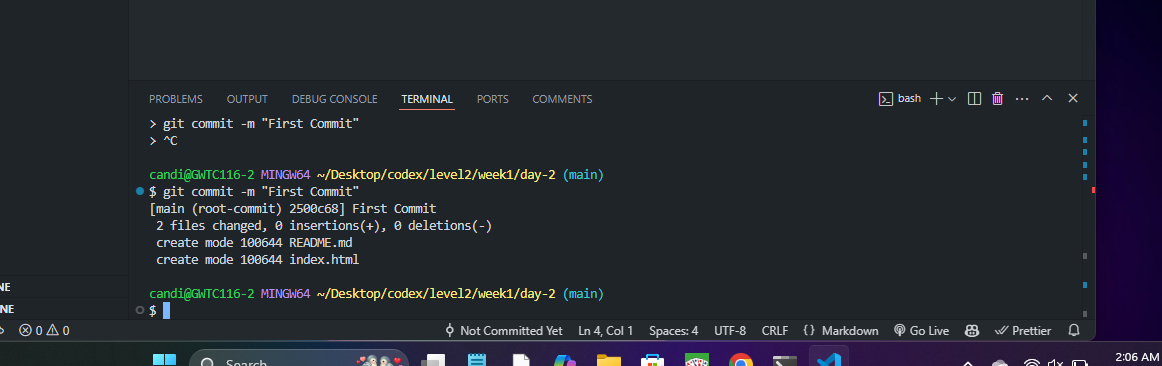 PROBLEMS OUTPUT DEBUG CONSOLE TERMINAL PORTS COMMENTS bash
> git commit -m "First Commit"
> ^C
candi@GWTC116-2 MINGW64 ~/Desktop/codex/level2/week1/day-2 (main)
$ git commit -m "First Commit"
[main (root-commit) 2500c68] First Commit
2 files changed, 0 insertions(+), 0 deletions(-)
create mode 100644 README.md
create mode 100644 index.html
candi@GWTC116-2 MINGW64 ~/Desktop/codex/level2/week1/day-2 (main)
$
NE
NE
0 0 Not Committed Yet Ln 4, Col 1 Spaces: 4 UTF-8 CRLF {} Markdown Go Live Prettier
Search 2:06 AM